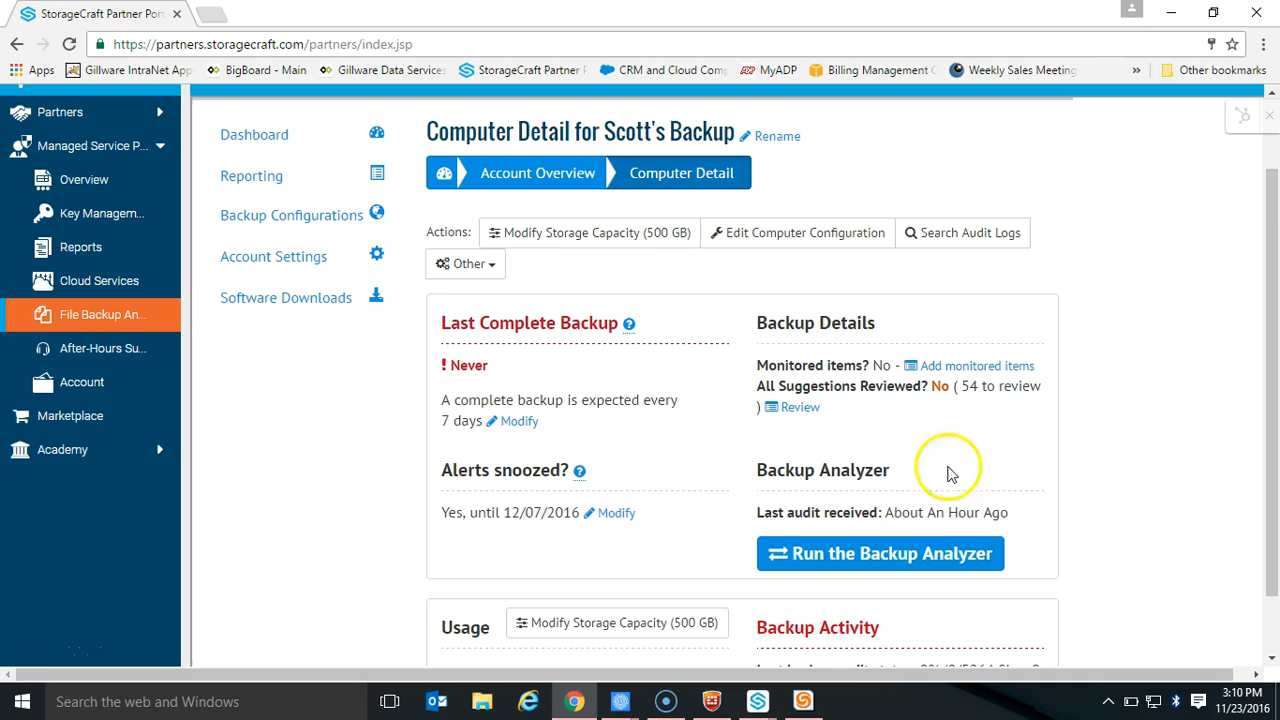 StorageCraft Partner Port
https://partners.storagecraft.com/partners/index.jsp
Apps
Gillware IntraNet App
BigBoard - Main
Gillware Data Services
StorageCraft Partner P
CRM and Cloud Comp
ADP MyADP
Billing Management C
Weekly Sales Meeting
»
Other bookmarks
Partners
Managed Service P...
Overview
Key Managem...
Reports
Cloud Services
File Backup An...
After-Hours Su...
Account
Marketplace
Academy
Dashboard
Reporting
Backup Configurations
Account Settings
Software Downloads
Computer Detail for Scott's Backup Rename
Account Overview Computer Detail
Actions: Modify Storage Capacity (500 GB) Edit Computer Configuration Search Audit Logs
Other
Last Complete Backup ?
! Never
A complete backup is expected every
7 days Modify
Alerts snoozed? ?
Yes, until 12/07/2016 Modify
Backup Details
Monitored items? No - Add monitored items
All Suggestions Reviewed? No ( 54 to review
) Review
Backup Analyzer
Last audit received: About An Hour Ago
Run the Backup Analyzer
Usage Modify Storage Capacity (500 GB)
Backup Activity
Search the web and Windows
3:10 PM
11/23/2016